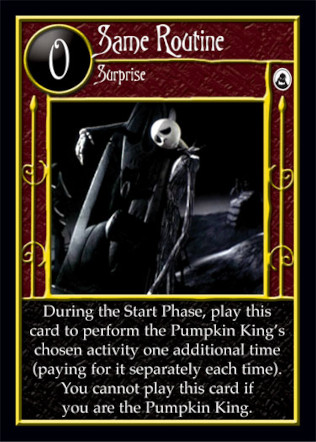 0
Same Routine
Surprise
During the Start Phase, play this
card to perform the Pumpkin King's
chosen activity one additional time
(paying for it separately each time).
You cannot play this card if
you are the Pumpkin King.